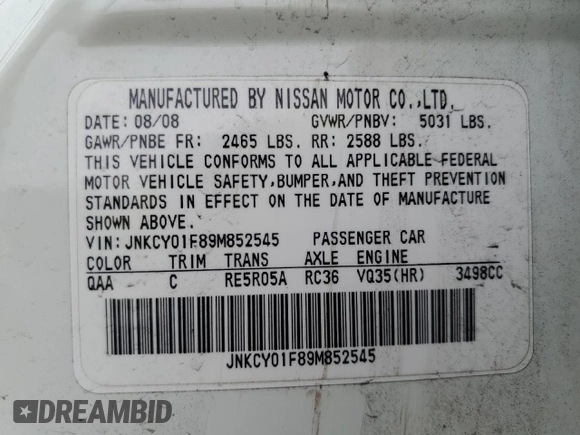 MANUFACTURED BY NISSAN MOTOR CO.,LTD.
DATE: 08/08 GVWR/PNBV: 5031 LBS.
GAWR/PNBE FR: 2465 LBS. RR: 2588 LBS.
THIS VEHICLE CONFORMS TO ALL APPLICABLE FEDERAL
MOTOR VEHICLE SAFETY,BUMPER,AND THEFT PREVENTION
STANDARDS IN EFFECT ON THE DATE OF MANUFACTURE
SHOWN ABOVE.
VIN: JNKCY01F89M852545 PASSENGER CAR
COLOR TRIM TRANS AXLE ENGINE
QAA C RE5R05A RC36 VQ35(HR) 3498CC
JNKCY01F89M852545
DREAMBID